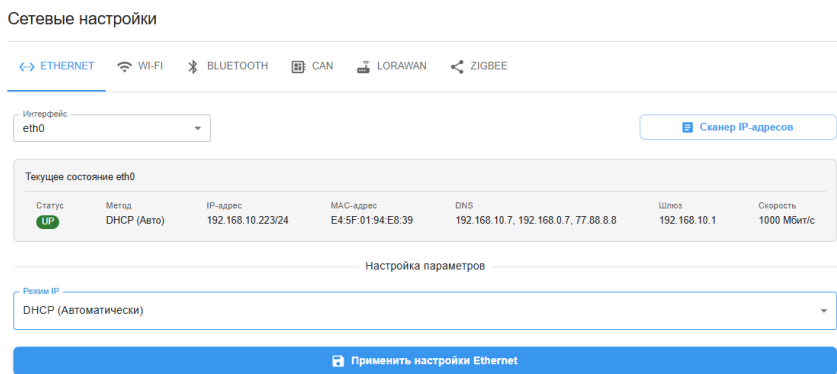 Сетевые настройки
ETHERNET WI-FI BLUETOOTH CAN LORAWAN ZIGBEE
Интерфейс
eth0
Сканер IP-адресов
Текущее состояние eth0
Статус Метод IP-адрес MAC-адрес DNS Шлюз Скорость
UP DHCP (Авто) 192.168.10.223/24 E4:5F:01:94:E8:39 192.168.10.7, 192.168.0.7, 77.88.8.8 192.168.10.1 1000 Мбит/с
Настройка параметров
Режим IP
DHCP (Автоматически)
Применить настройки Ethernet